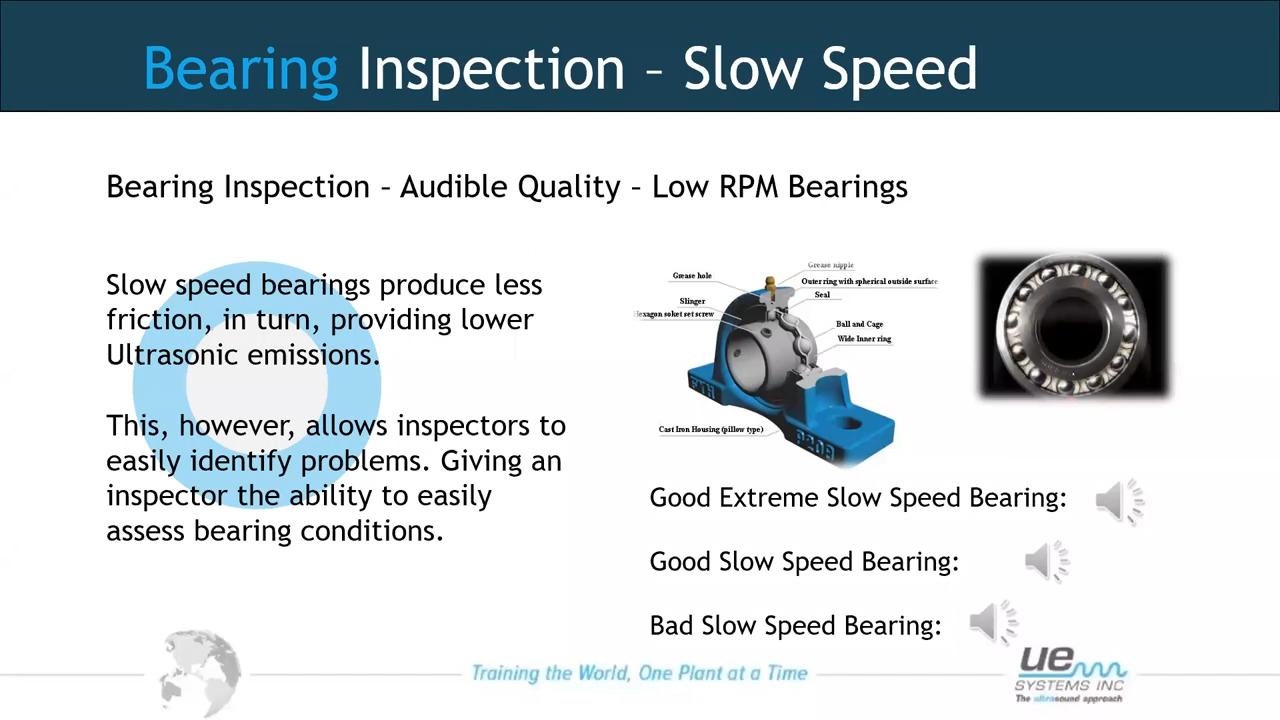 Bearing Inspection – Slow Speed
Bearing Inspection – Audible Quality – Low RPM Bearings
Slow speed bearings produce less
friction, in turn, providing lower
Ultrasonic emissions.
This, however, allows inspectors to
easily identify problems. Giving an
inspector the ability to easily
assess bearing conditions.
Grease nipple
Grease hole
Outer ring with spherical outside surface
Seal
Slinger
Hexagon soket set screw
Ball and Cage
Wide Inner ring
Cast Iron Housing (pillow type)
Good Extreme Slow Speed Bearing:
Good Slow Speed Bearing:
Bad Slow Speed Bearing:
Training the World, One Plant at a Time
ue
SYSTEMS INC
The ultrasound approach